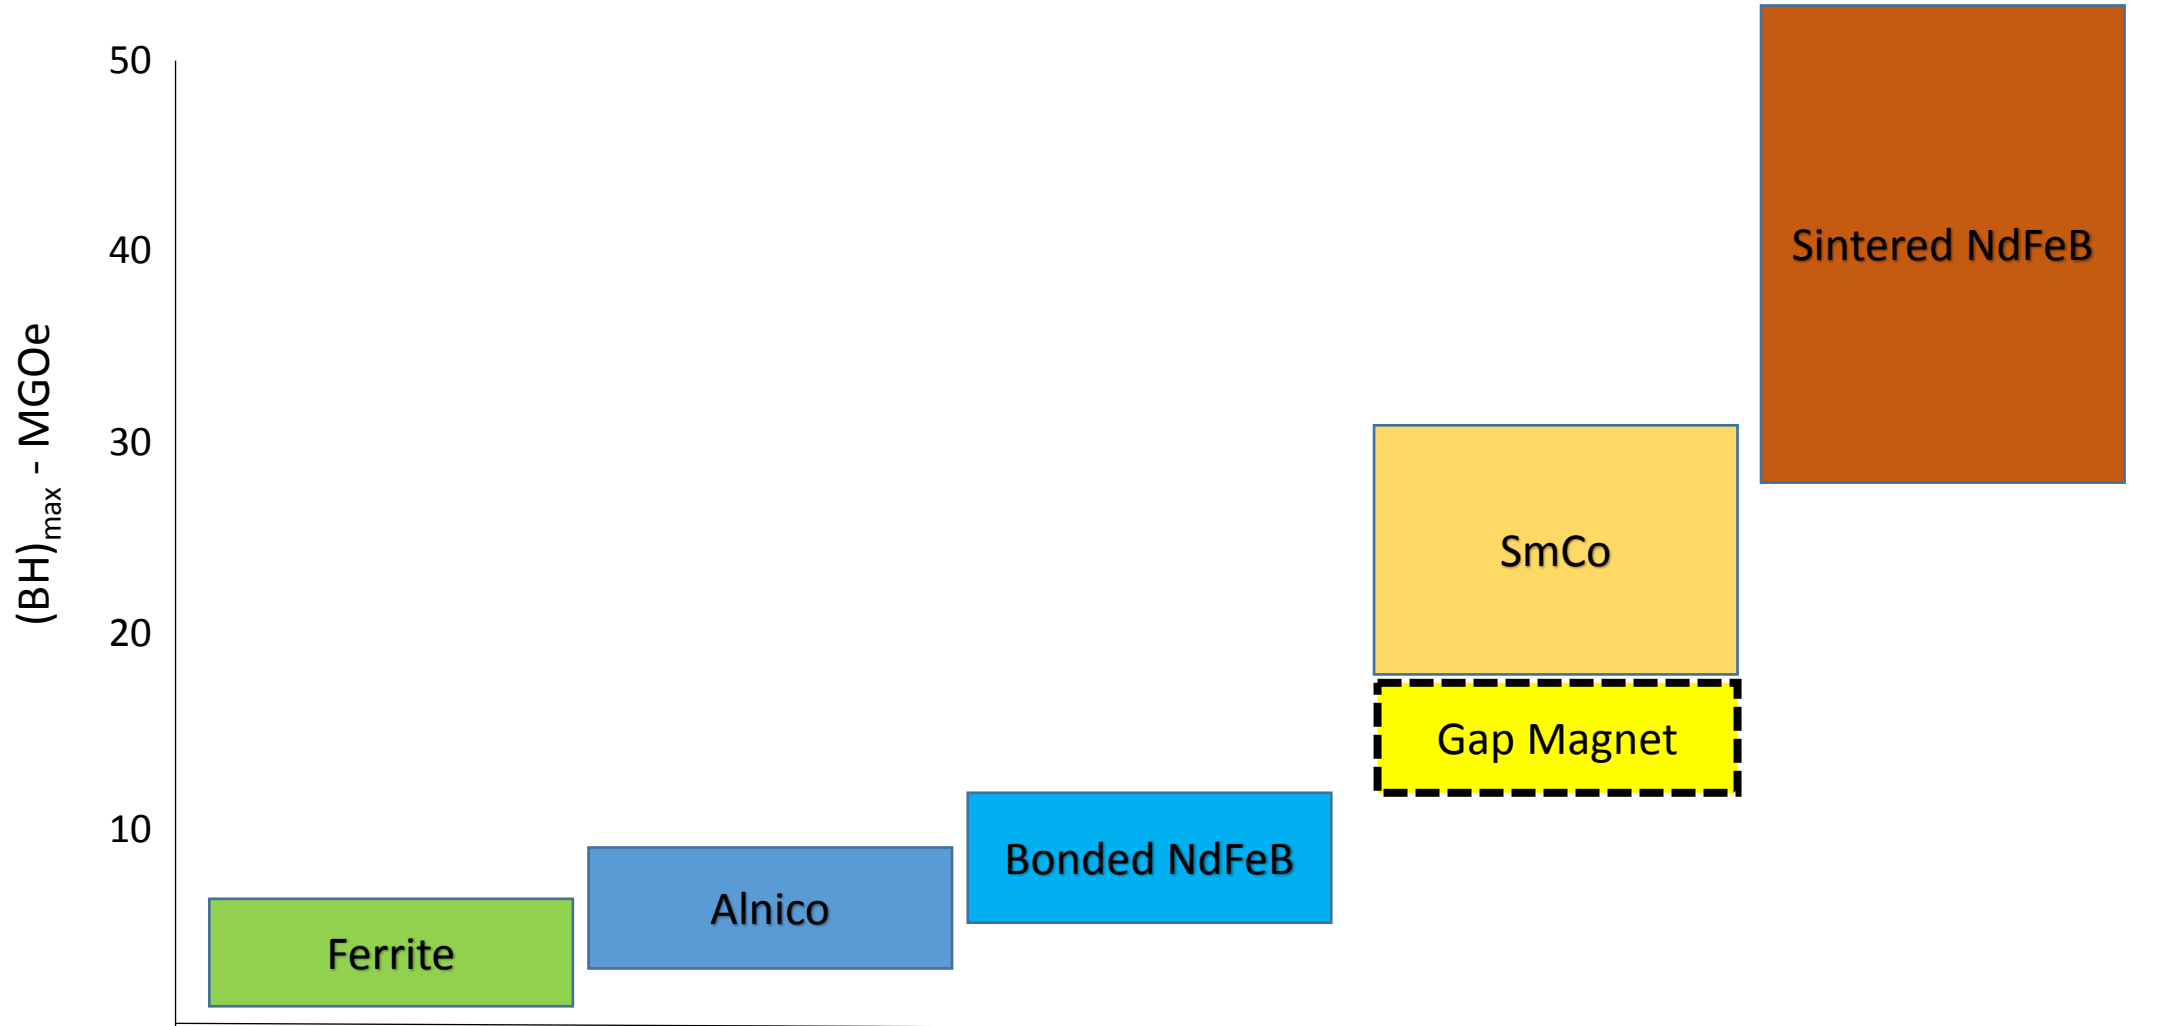 50
40
30
20
10
(BH)max - MGOe
Sintered NdFeB
SmCo
Gap Magnet
Bonded NdFeB
Alnico
Ferrite